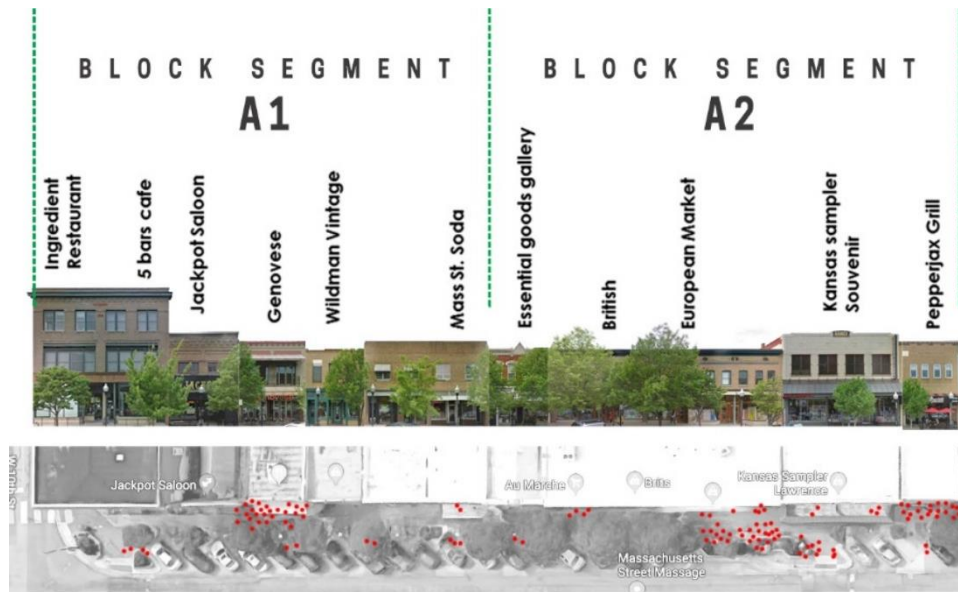 BLOCK SEGMENT
A1
BLOCK SEGMENT
A2
Ingredient
Restaurant
5 bars cafe
Jackpot Saloon
Genovese
Wildman Vintage
Mass St. Soda
Essential goods gallery
British
European Market
Kansas sampler
Souvenir
Pepperjax Grill
Jackpot Saloon
Au Marche
Brits
Kansas Sampler
Lawrence
Massachusetts
Street Massage